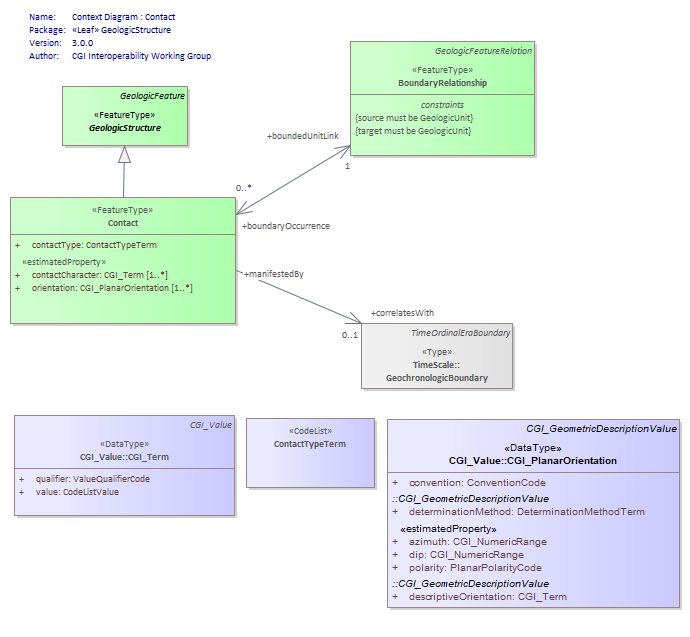 Name: Context Diagram : Contact
Package: «Leaf» GeologicStructure
Version: 3.0.0
Author: CGI Interoperability Working Group
GeologicFeatureRelation
«FeatureType»
BoundaryRelationship
constraints
{source must be GeologicUnit}
{target must be GeologicUnit}
GeologicFeature
«FeatureType»
GeologicStructure
+boundedUnitLink
1
0..*
+boundaryOccurrence
«FeatureType»
Contact
+ contactType: ContactTypeTerm
«estimatedProperty»
+ contactCharacter: CGI_Term [1..*]
+ orientation: CGI_PlanarOrientation [1..*]
+manifestedBy
+correlatesWith
0..1
TimeOrdinalEraBoundary
«Type»
TimeScale::
GeochronologicBoundary
CGI_Value
«DataType»
CGI_Value::CGI_Term
+ qualifier: ValueQualifierCode
+ value: CodeListValue
«CodeList»
ContactTypeTerm
CGI_GeometricDescriptionValue
«DataType»
CGI_Value::CGI_PlanarOrientation
+ convention: ConventionCode
::CGI_GeometricDescriptionValue
+ determinationMethod: DeterminationMethodTerm
«estimatedProperty»
+ azimuth: CGI_NumericRange
+ dip: CGI_NumericRange
+ polarity: PlanarPolarityCode
::CGI_GeometricDescriptionValue
+ descriptiveOrientation: CGI_Term